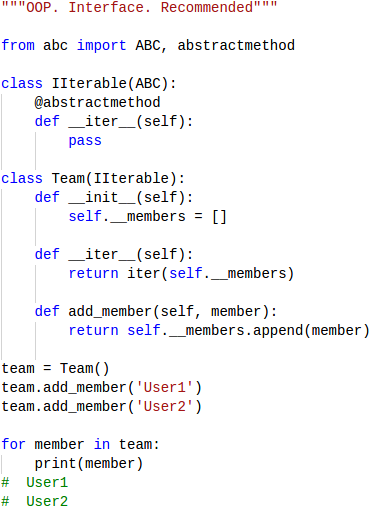 """OOP. Interface. Recommended"""

from abc import ABC, abstractmethod

class IIterable(ABC):
    @abstractmethod
    def __iter__(self):
        pass

class Team(IIterable):
    def __init__(self):
        self.__members = []

    def __iter__(self):
        return iter(self.__members)

    def add_member(self, member):
        return self.__members.append(member)

team = Team()
team.add_member('User1')
team.add_member('User2')

for member in team:
    print(member)
#  User1
#  User2